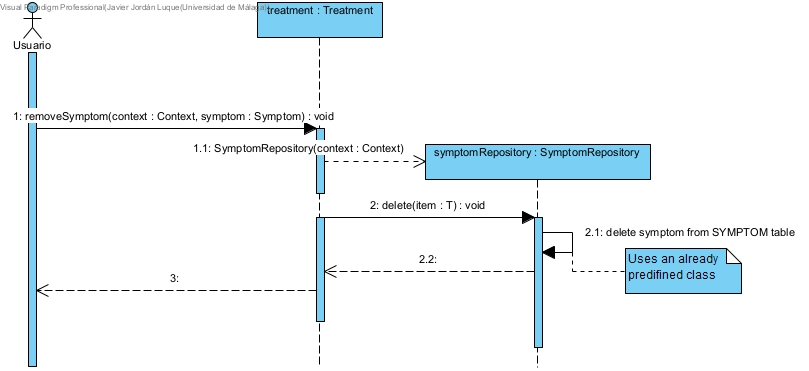 Visual Paradigm Professional(Javier Jordán Luque(Universidad de Málaga))
treatment : Treatment
Usuario
1: removeSymptom(context : Context, symptom : Symptom) : void
1.1: SymptomRepository(context : Context)
symptomRepository : SymptomRepository
2: delete(item : T) : void
2.1: delete symptom from SYMPTOM table
Uses an already
predifined class
2.2:
3: